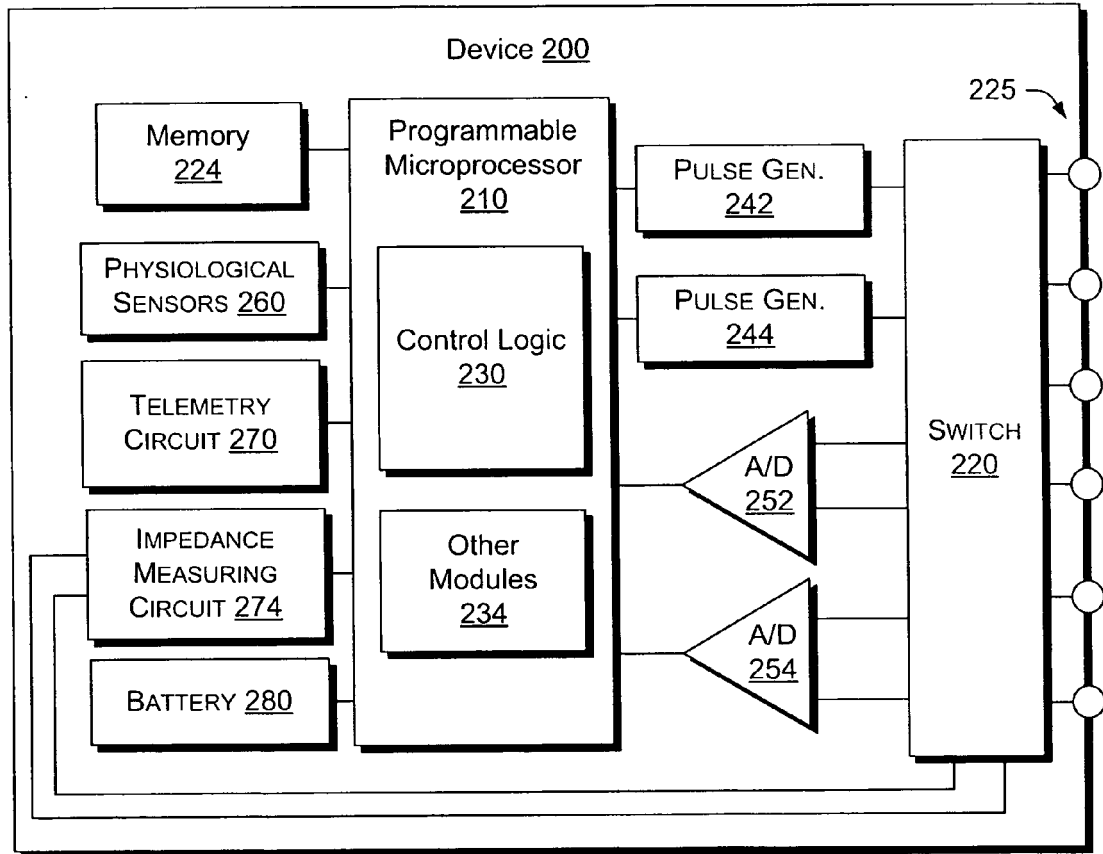 Device 200
225
Memory
224
Programmable
Microprocessor
210
PULSE GEN.
242
PHYSIOLOGICAL
SENSORS 260
Control Logic
230
PULSE GEN.
244
TELEMETRY
CIRCUIT 270
A/D
252
SWITCH
220
IMPEDANCE
MEASURING
CIRCUIT 274
Other
Modules
234
A/D
254
BATTERY 280